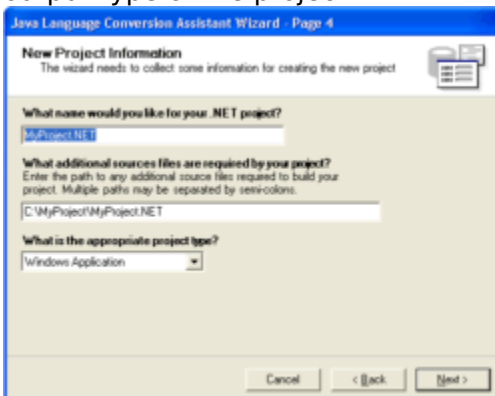 Java Language Conversion Assistant Wizard - Page 4
New Project Information
The wizard needs to collect some information for creating the new project
What name would you like for your .NET project?
MyProject.NET
What additional sources files are required by your project?
Enter the path to any additional source files required to build your
project. Multiple paths may be separated by semi-colons.
C:\MyProject\MyProject.NET
What is the appropriate project type?
Windows Application
Cancel
< Back
Next >